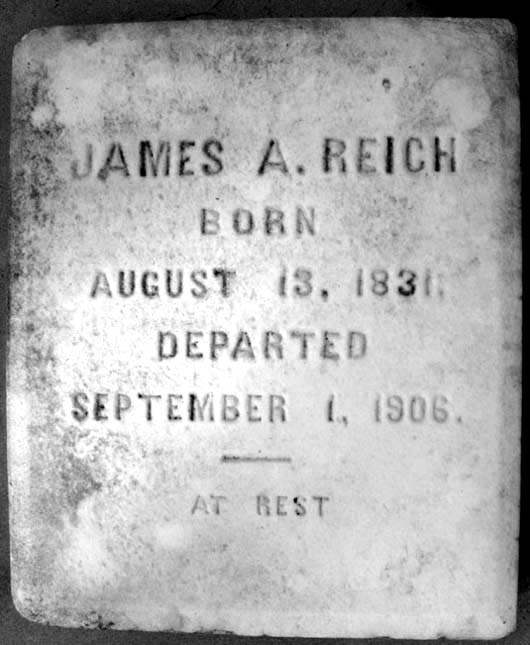 JAMES A. REICH
BORN
AUGUST 13, 1831.
DEPARTED
SEPTEMBER 1, 1906.
AT REST